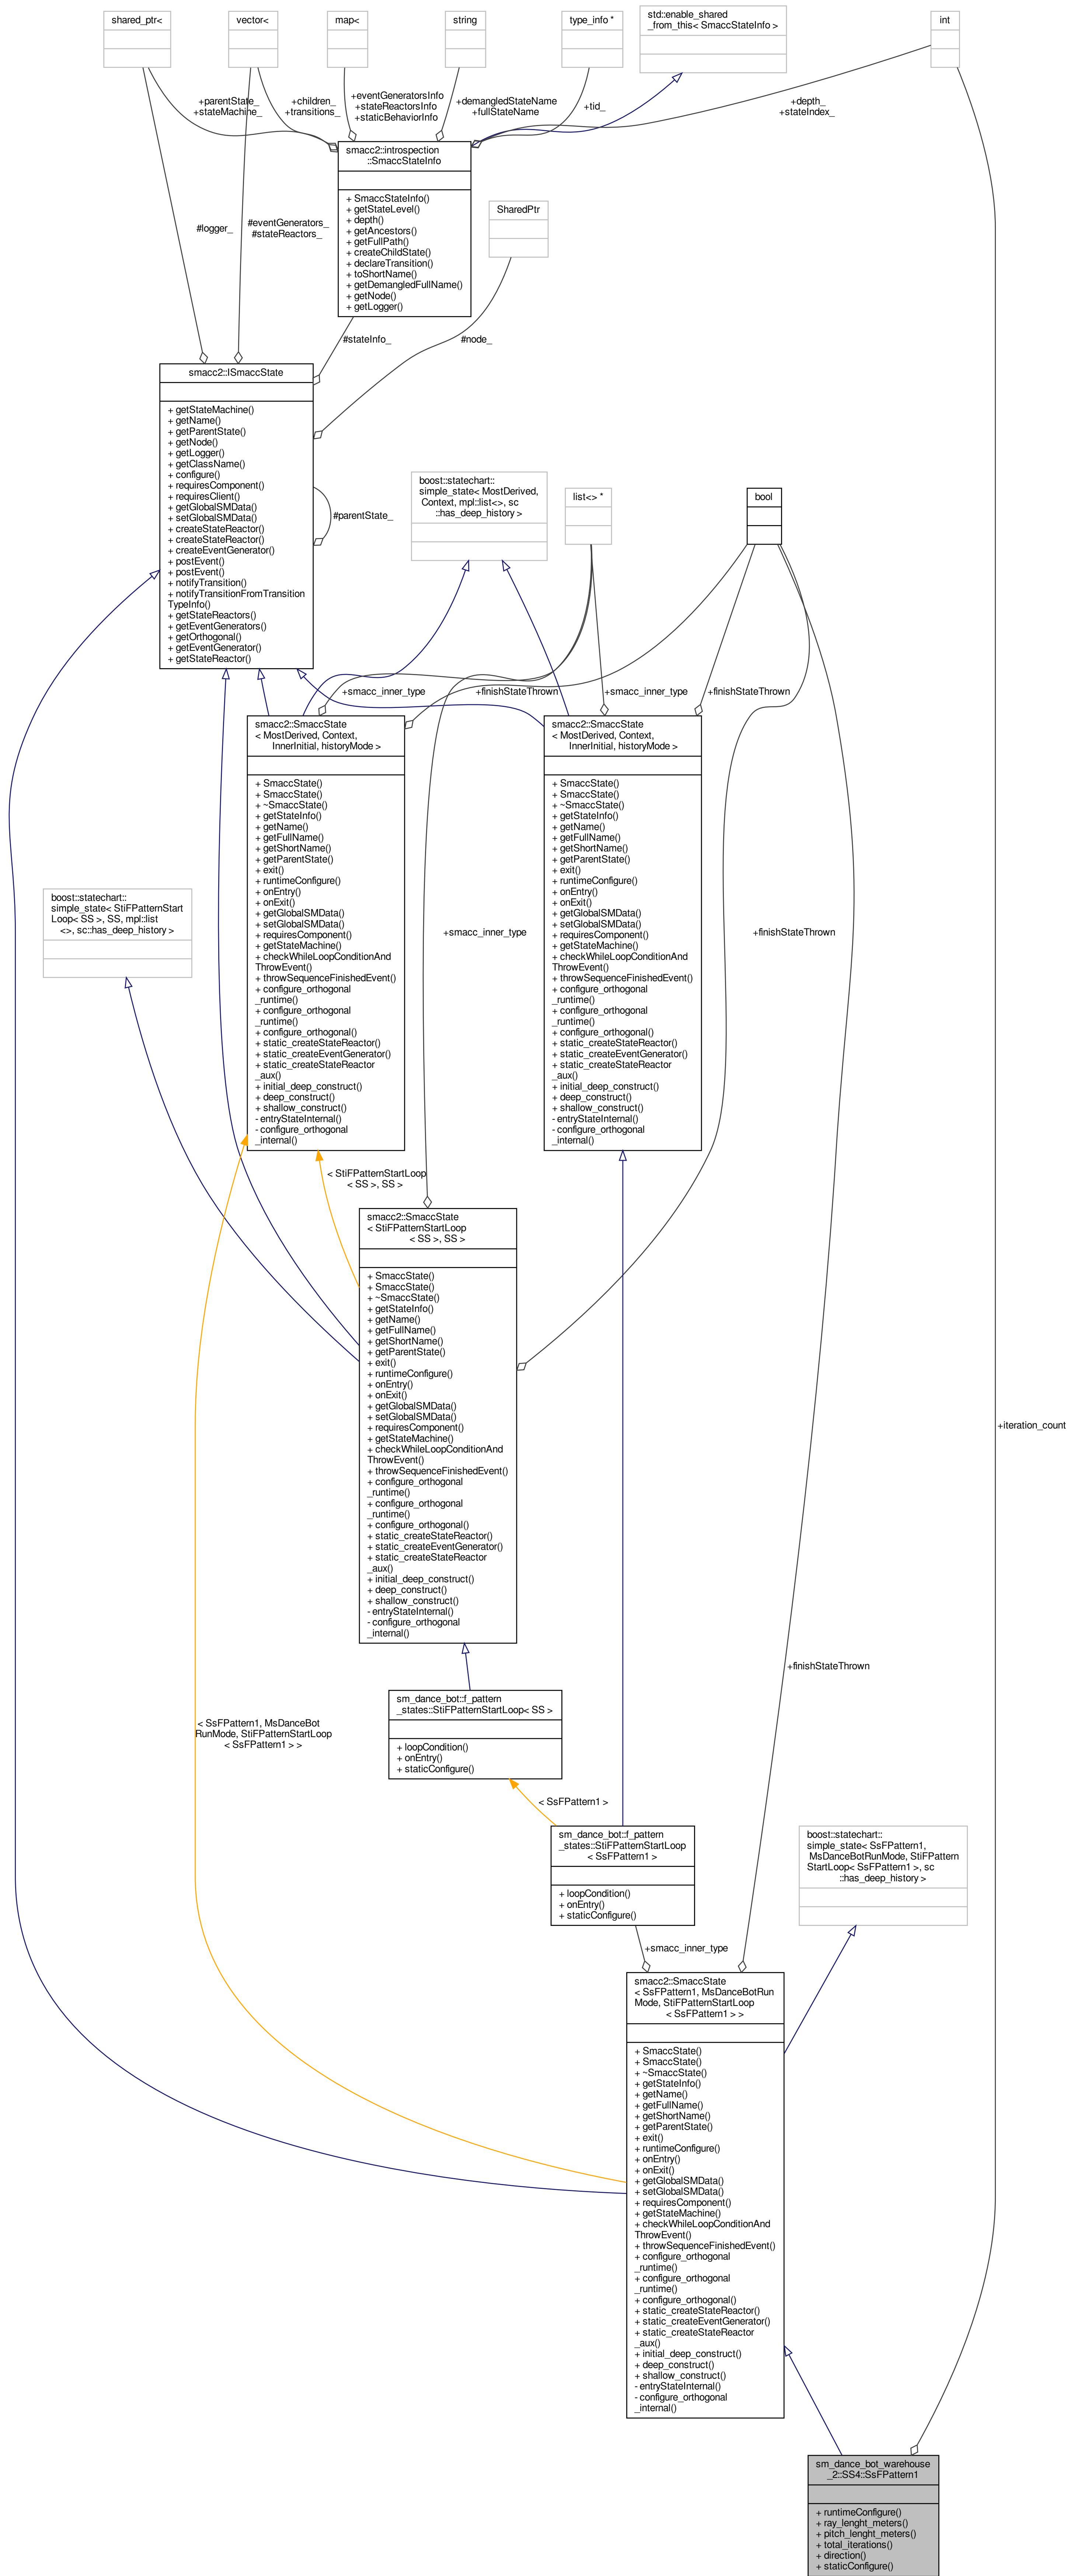 shared_ptr<
vector<
map<
string
type_info *
std::enable_shared
_from_this< SmaccStateInfo >
int
+parentState_
+stateMachine_
+children_
+transitions_
+eventGeneratorsInfo
+stateReactorsInfo
+staticBehaviorInfo
+demangledStateName
+fullStateName
+tid_
+depth_
+stateIndex_
smacc2::introspection
::SmaccStateInfo
+ SmaccStateInfo()
+ getStateLevel()
+ depth()
+ getAncestors()
+ getFullPath()
+ createChildState()
+ declareTransition()
+ toShortName()
+ getDemangledFullName()
+ getNode()
+ getLogger()
SharedPtr
#logger_
#eventGenerators_
#stateReactors_
#stateInfo_
#node_
smacc2::ISmaccState
+ getStateMachine()
+ getName()
+ getParentState()
+ getNode()
+ getLogger()
+ getClassName()
+ configure()
+ requiresComponent()
+ requiresClient()
+ getGlobalSMData()
+ setGlobalSMData()
+ createStateReactor()
+ createStateReactor()
+ createEventGenerator()
+ postEvent()
+ postEvent()
+ notifyTransition()
+ notifyTransitionFromTransition
TypeInfo()
+ getStateReactors()
+ getEventGenerators()
+ getOrthogonal()
+ getEventGenerator()
+ getStateReactor()
#parentState_
boost::statechart::
simple_state< MostDerived,
Context, mpl::list<>, sc
::has_deep_history >
list<> *
bool
+smacc_inner_type
+finishStateThrown
+smacc_inner_type
+finishStateThrown
smacc2::SmaccState
< MostDerived, Context,
InnerInitial, historyMode >
+ SmaccState()
+ SmaccState()
+ ~SmaccState()
+ getStateInfo()
+ getName()
+ getFullName()
+ getShortName()
+ getParentState()
+ exit()
+ runtimeConfigure()
+ onEntry()
+ onExit()
+ getGlobalSMData()
+ setGlobalSMData()
+ requiresComponent()
+ getStateMachine()
+ checkWhileLoopConditionAnd
ThrowEvent()
+ throwSequenceFinishedEvent()
+ configure_orthogonal
_runtime()
+ configure_orthogonal
_runtime()
+ configure_orthogonal()
+ static_createStateReactor()
+ static_createEventGenerator()
+ static_createStateReactor
_aux()
+ initial_deep_construct()
+ deep_construct()
+ shallow_construct()
- entryStateInternal()
- configure_orthogonal
_internal()
smacc2::SmaccState
< MostDerived, Context,
InnerInitial, historyMode >
+ SmaccState()
+ SmaccState()
+ ~SmaccState()
+ getStateInfo()
+ getName()
+ getFullName()
+ getShortName()
+ getParentState()
+ exit()
+ runtimeConfigure()
+ onEntry()
+ onExit()
+ getGlobalSMData()
+ setGlobalSMData()
+ requiresComponent()
+ getStateMachine()
+ checkWhileLoopConditionAnd
ThrowEvent()
+ throwSequenceFinishedEvent()
+ configure_orthogonal
_runtime()
+ configure_orthogonal
_runtime()
+ configure_orthogonal()
+ static_createStateReactor()
+ static_createEventGenerator()
+ static_createStateReactor
_aux()
+ initial_deep_construct()
+ deep_construct()
+ shallow_construct()
- entryStateInternal()
- configure_orthogonal
_internal()
boost::statechart::
simple_state< StiFPatternStart
Loop< SS >, SS, mpl::list
<>, sc::has_deep_history >
+smacc_inner_type
+finishStateThrown
< StiFPatternStartLoop
< SS >, SS >
smacc2::SmaccState
< StiFPatternStartLoop
< SS >, SS >
+ SmaccState()
+ SmaccState()
+ ~SmaccState()
+ getStateInfo()
+ getName()
+ getFullName()
+ getShortName()
+ getParentState()
+ exit()
+ runtimeConfigure()
+ onEntry()
+ onExit()
+ getGlobalSMData()
+ setGlobalSMData()
+ requiresComponent()
+ getStateMachine()
+ checkWhileLoopConditionAnd
ThrowEvent()
+ throwSequenceFinishedEvent()
+ configure_orthogonal
_runtime()
+ configure_orthogonal
_runtime()
+ configure_orthogonal()
+ static_createStateReactor()
+ static_createEventGenerator()
+ static_createStateReactor
_aux()
+ initial_deep_construct()
+ deep_construct()
+ shallow_construct()
- entryStateInternal()
- configure_orthogonal
_internal()
+iteration_count
+finishStateThrown
sm_dance_bot::f_pattern
_states::StiFPatternStartLoop< SS >
+ loopCondition()
+ onEntry()
+ staticConfigure()
< SsFPattern1, MsDanceBot
RunMode, StiFPatternStartLoop
< SsFPattern1 > >
< SsFPattern1 >
sm_dance_bot::f_pattern
_states::StiFPatternStartLoop
< SsFPattern1 >
+ loopCondition()
+ onEntry()
+ staticConfigure()
boost::statechart::
simple_state< SsFPattern1,
MsDanceBotRunMode, StiFPattern
StartLoop< SsFPattern1 >, sc
::has_deep_history >
+smacc_inner_type
smacc2::SmaccState
< SsFPattern1, MsDanceBotRun
Mode, StiFPatternStartLoop
< SsFPattern1 > >
+ SmaccState()
+ SmaccState()
+ ~SmaccState()
+ getStateInfo()
+ getName()
+ getFullName()
+ getShortName()
+ getParentState()
+ exit()
+ runtimeConfigure()
+ onEntry()
+ onExit()
+ getGlobalSMData()
+ setGlobalSMData()
+ requiresComponent()
+ getStateMachine()
+ checkWhileLoopConditionAnd
ThrowEvent()
+ throwSequenceFinishedEvent()
+ configure_orthogonal
_runtime()
+ configure_orthogonal
_runtime()
+ configure_orthogonal()
+ static_createStateReactor()
+ static_createEventGenerator()
+ static_createStateReactor
_aux()
+ initial_deep_construct()
+ deep_construct()
+ shallow_construct()
- entryStateInternal()
- configure_orthogonal
_internal()
sm_dance_bot_warehouse
_2::SS4::SsFPattern1
+ runtimeConfigure()
+ ray_lenght_meters()
+ pitch_lenght_meters()
+ total_iterations()
+ direction()
+ staticConfigure()